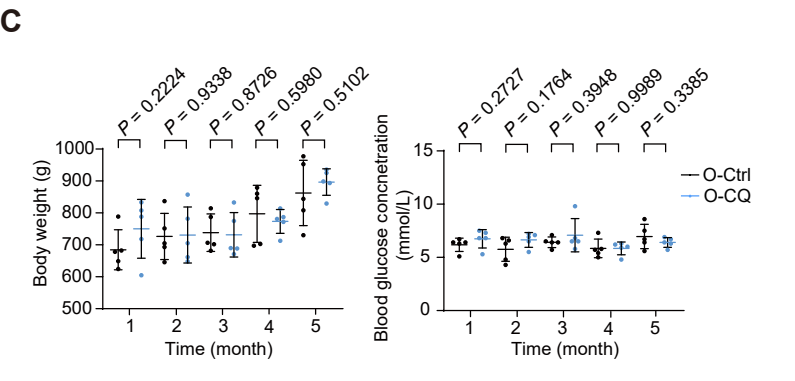 C
P = 0.2224
P = 0.9338
P = 0.8726
P = 0.5980
P = 0.5102
Body weight (g)
1000
900
800
700
600
500
1 2 3 4 5
Time (month)
P = 0.2727
P = 0.1764
P = 0.3948
P = 0.9989
P = 0.3385
Blood glucose concnetration
(mmol/L)
15
10
5
0
1 2 3 4 5
Time (month)
O-Ctrl
O-CQ